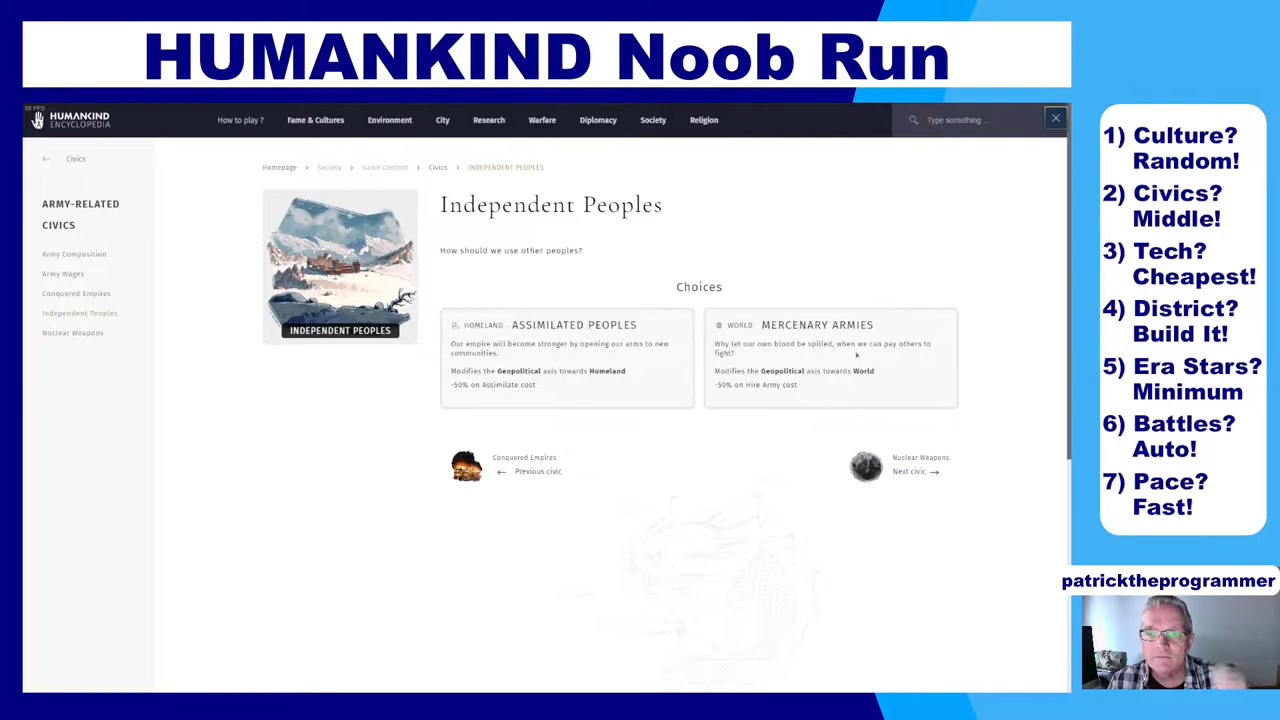 HUMANKIND Noob Run
60 FPS
HUMANKIND
ENCYCLOPEDIA
How to play ?
Fame & Cultures
Environment
City
Research
Warfare
Diplomacy
Society
Religion
Type something ...
Civics
ARMY-RELATED
CIVICS
Army Composition
Army Wages
Conquered Empires
Independent Peoples
Nuclear Weapons
Homepage > Society > Game Content > Civics > INDEPENDENT PEOPLES
INDEPENDENT PEOPLES
Independent Peoples
How should we use other peoples?
Choices
HOMELAND ASSIMILATED PEOPLES
Our empire will become stronger by opening our arms to new
communities.
Modifies the Geopolitical axis towards Homeland
-50% on Assimilate cost
WORLD MERCENARY ARMIES
Why let our own blood be spilled, when we can pay others to
fight?
Modifies the Geopolitical axis towards World
-50% on Hire Army cost
Conquered Empires
← Previous civic
Nuclear Weapons
Next civic →
1) Culture?
Random!
2) Civics?
Middle!
3) Tech?
Cheapest!
4) District?
Build It!
5) Era Stars?
Minimum
6) Battles?
Auto!
7) Pace?
Fast!
patricktheprogrammer